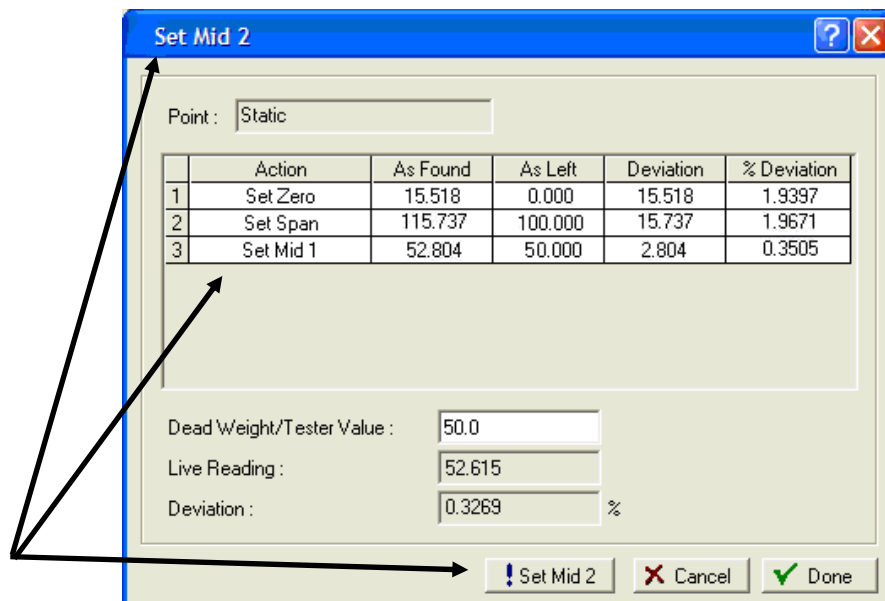 Set Mid 2
Point : Static
Action As Found As Left Deviation % Deviation
1 Set Zero 15.518 0.000 15.518 1.9397
2 Set Span 115.737 100.000 15.737 1.9671
3 Set Mid 1 52.804 50.000 2.804 0.3505
Dead Weight/Tester Value : 50.0
Live Reading : 52.615
Deviation : 0.3269 %
! Set Mid 2 Cancel Done